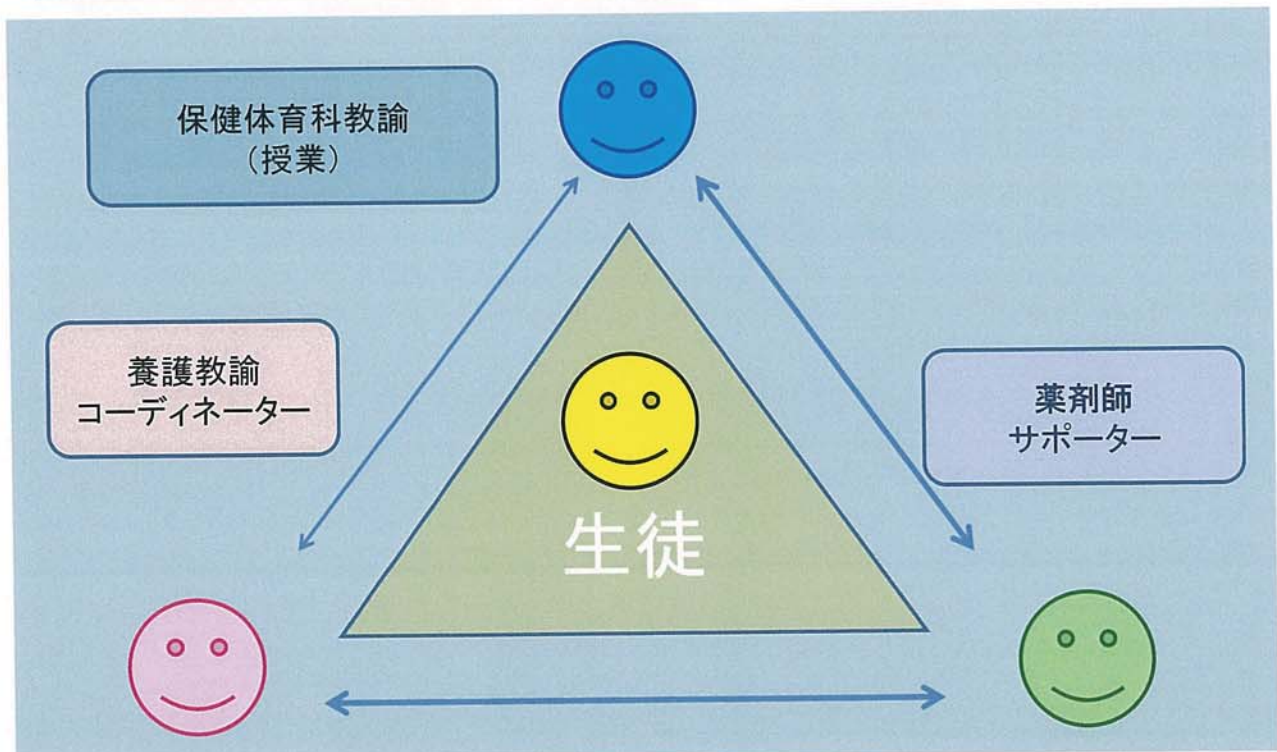 保健体育科教諭
(授業)
養護教諭
コーディネーター
薬剤師
サポーター
生徒